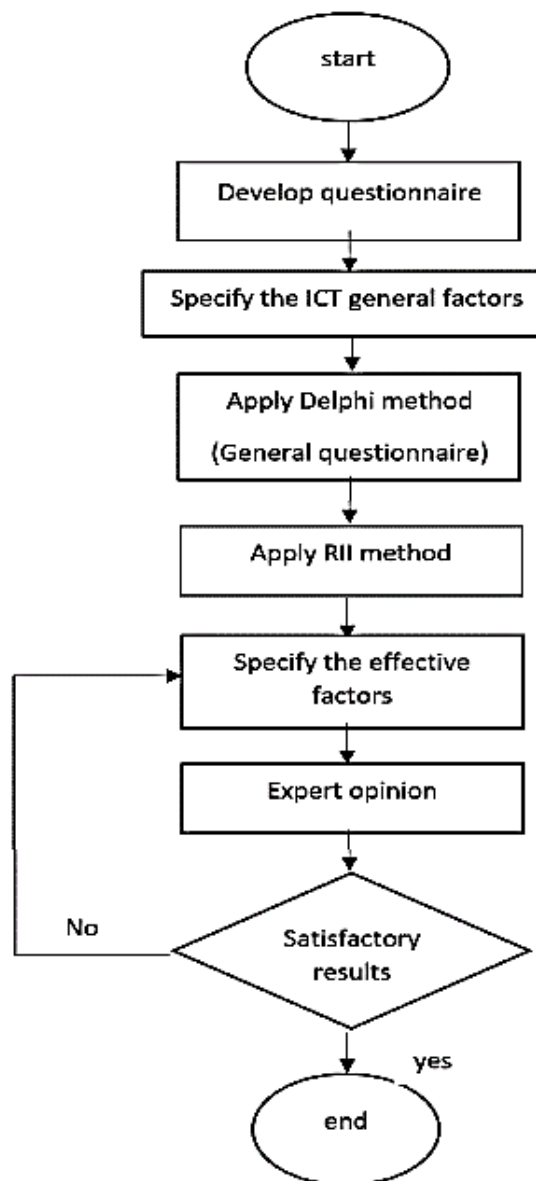 start
Develop questionnaire
Specify the ICT general factors
Apply Delphi method
(General questionnaire)
Apply RII method
Specify the effective
factors
Expert opinion
No
Satisfactory
results
yes
end